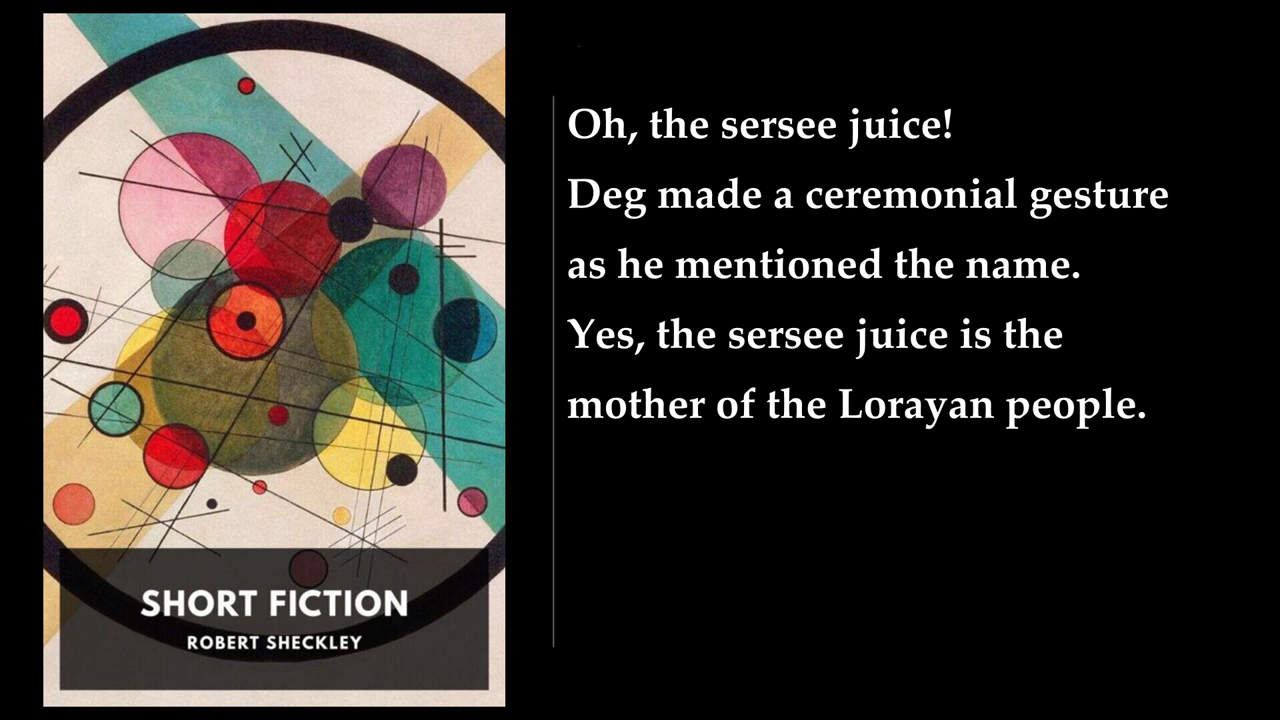 SHORT FICTION
ROBERT SHECKLEY
Oh, the sersee juice!
Deg made a ceremonial gesture
as he mentioned the name.
Yes, the sersee juice is the
mother of the Lorayan people.